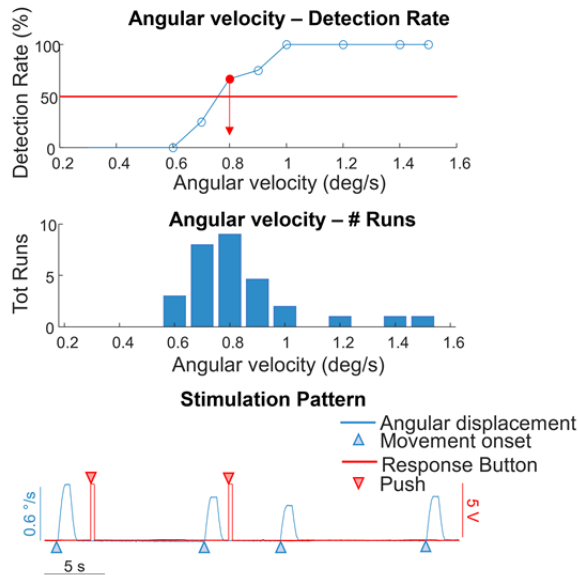 Angular velocity – Detection Rate
Detection Rate (%)
100
50
0
0.2 0.4 0.6 0.8 1 1.2 1.4 1.6
Angular velocity (deg/s)
Angular velocity – # Runs
Tot Runs
10
5
0
0.2 0.4 0.6 0.8 1 1.2 1.4 1.6
Angular velocity (deg/s)
Stimulation Pattern
Angular displacement
Movement onset
Response Button
Push
0.6 °/s
5 V
5 s